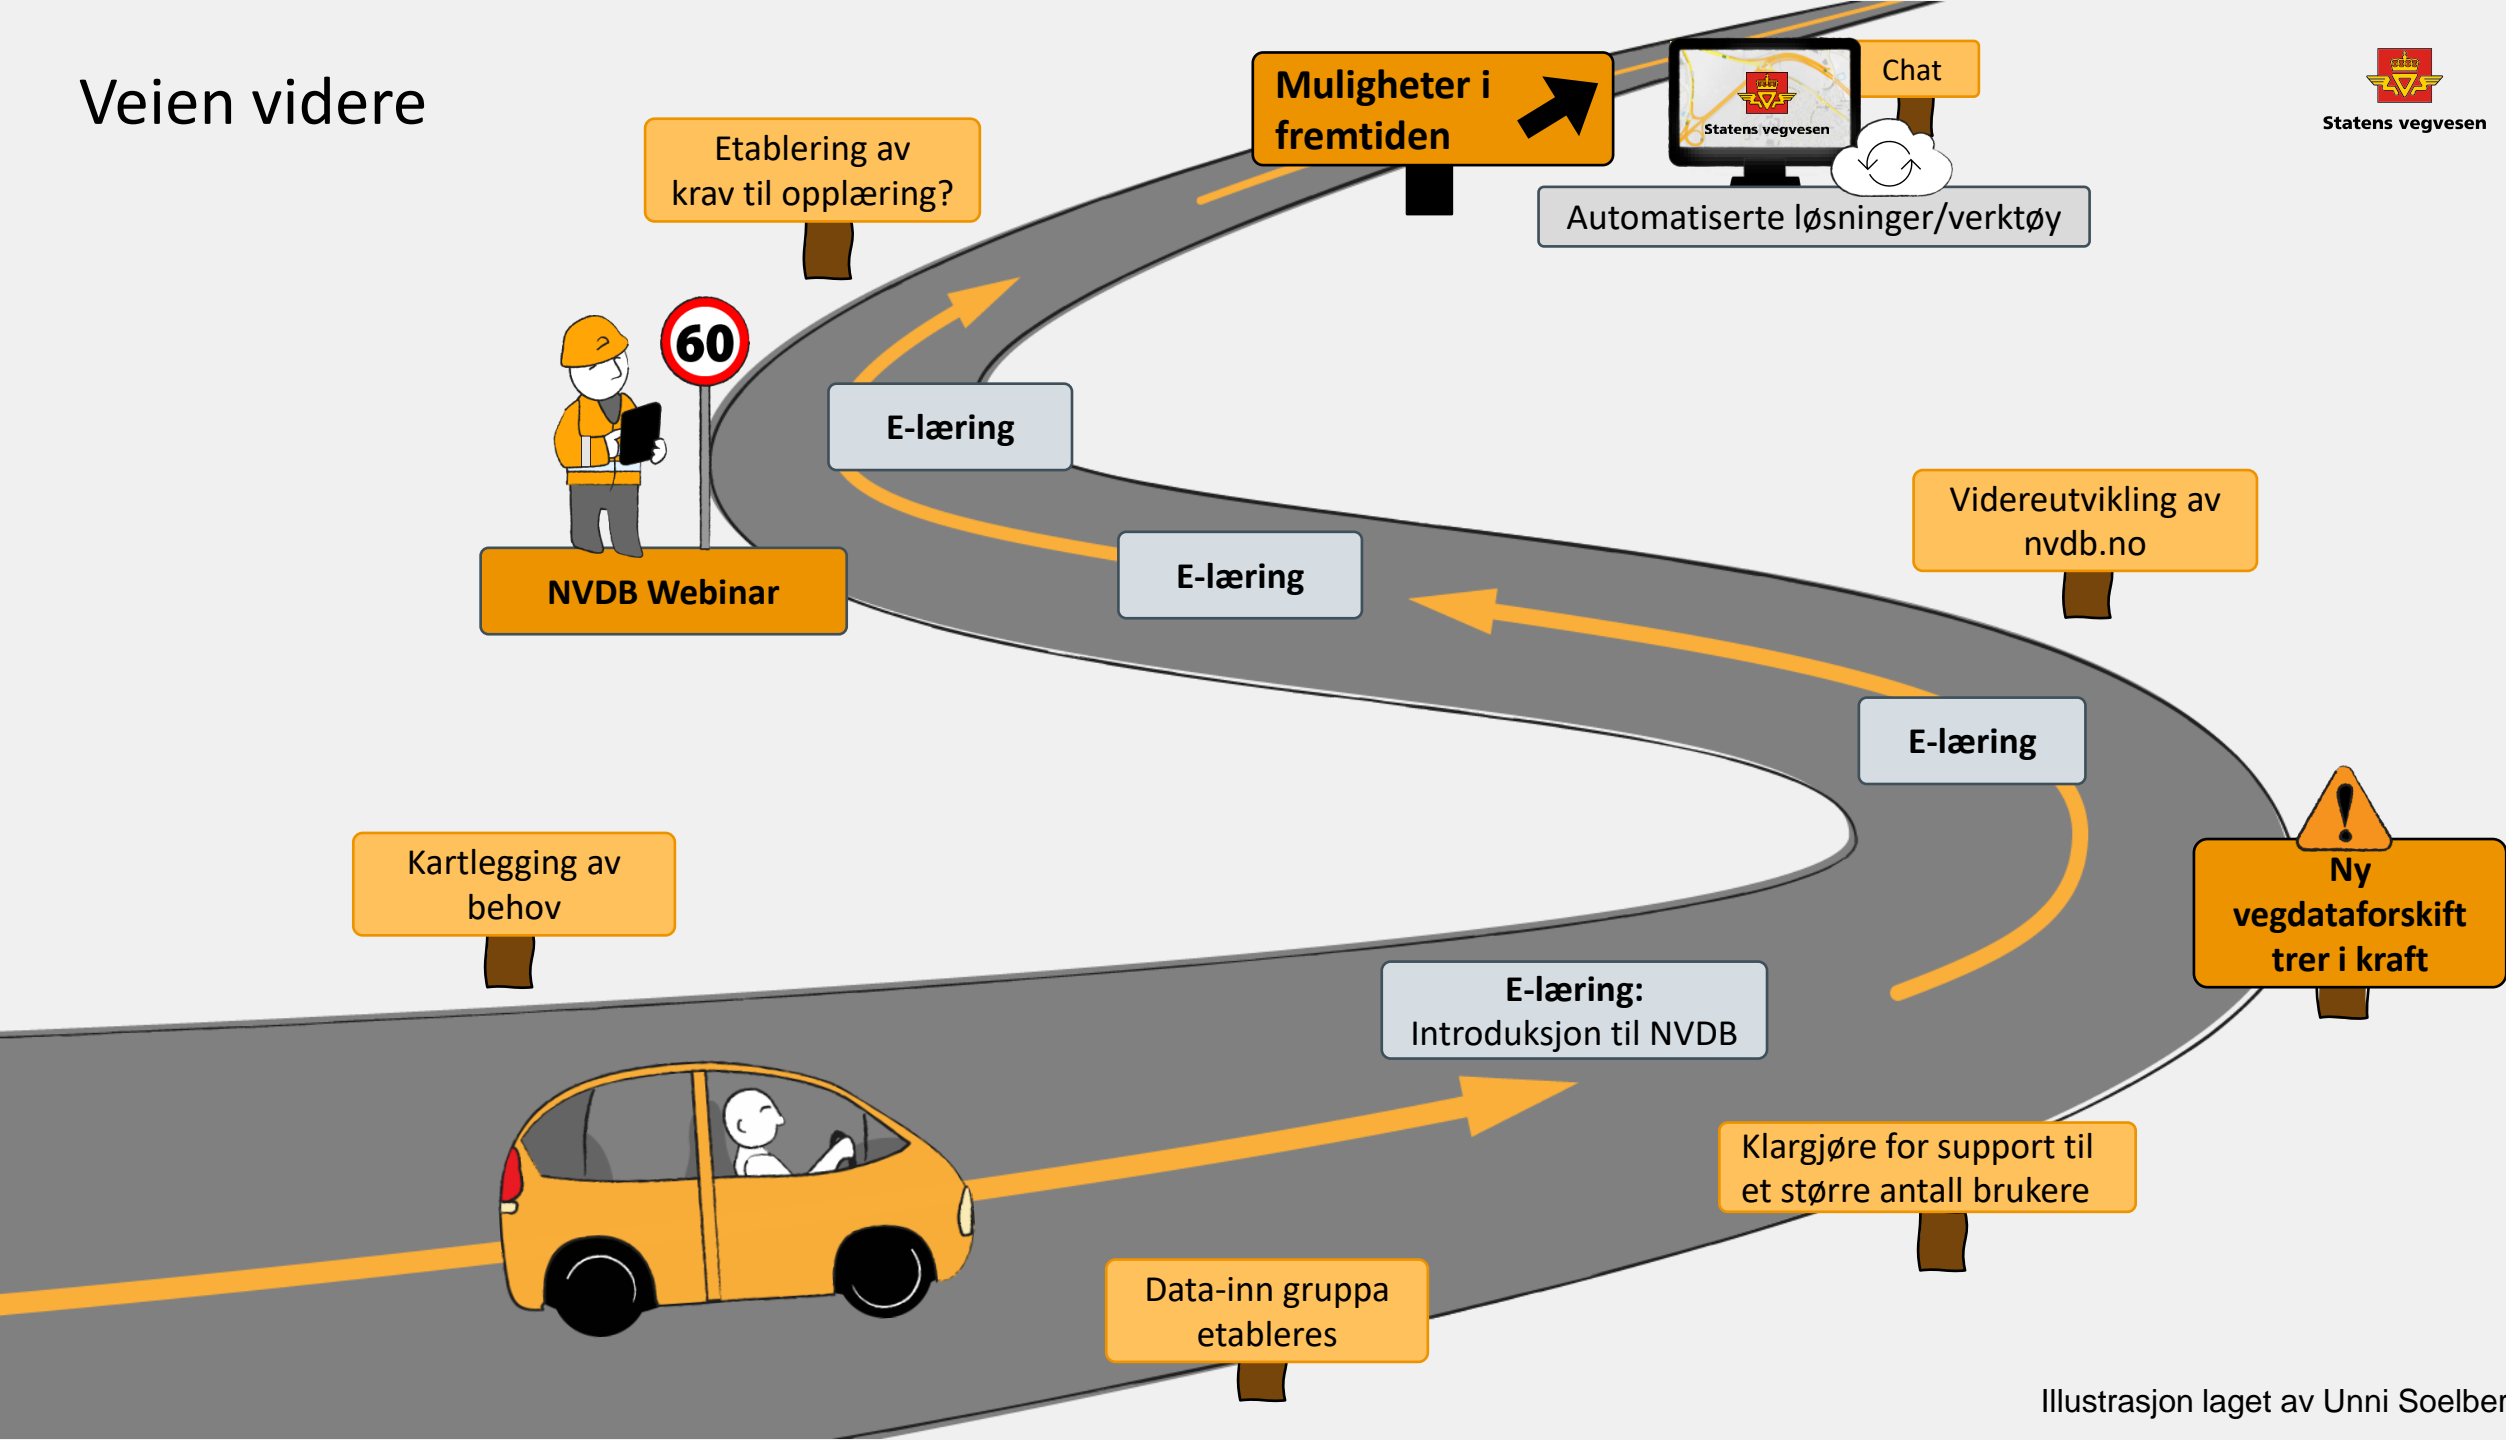 Veien videre
Muligheter i
fremtiden
Statens vegvesen
Chat
Statens vegvesen
Automatiserte løsninger/verktøy
Etablering av
krav til opplæring?
60
E-læring
NVDB Webinar
E-læring
Videreutvikling av
nvdb.no
E-læring
Ny
vegdataforskift
trer i kraft
Kartlegging av
behov
E-læring:
Introduksjon til NVDB
Klargjøre for support til
et større antall brukere
Data-inn gruppa
etableres
Illustrasjon laget av Unni Soelber